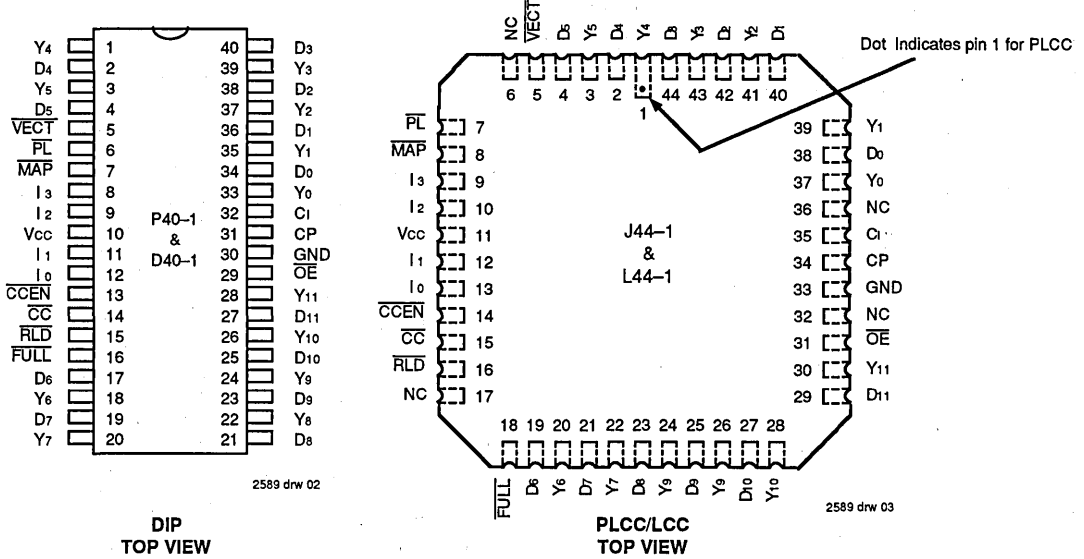 Y4 1 40 D3
D4 2 39 Y3
Y5 3 38 D2
D5 4 37 Y2
VECT 5 36 D1
PL 6 35 Y1
MAP 7 34 D0
I3 8 33 Y0
I2 9 32 CI
VCC 10 31 CP
I1 11 30 GND
I0 12 29 OE
CCEN 13 28 Y11
CC 14 27 D11
RLD 15 26 Y10
FULL 16 25 D10
D6 17 24 Y9
Y6 18 23 D9
D7 19 22 Y8
Y7 20 21 D8
P40–1
&
D40–1
2589 drw 02
DIP
TOP VIEW
NC VECT D5 Y5 D4 Y4 D3 Y3 D2 Y2 D1
6 5 4 3 2 1 44 43 42 41 40
Dot Indicates pin 1 for PLCC
PL 7 39 Y1
MAP 8 38 D0
I3 9 37 Y0
I2 10 36 NC
VCC 11 35 CI
I1 12 34 CP
I0 13 33 GND
CCEN 14 32 NC
CC 15 31 OE
RLD 16 30 Y11
NC 17 29 D11
J44–1
&
L44–1
18 19 20 21 22 23 24 25 26 27 28
FULL D6 Y6 D7 Y7 D8 Y9 D9 Y9 D10 Y10
2589 drw 03
PLCC/LCC
TOP VIEW